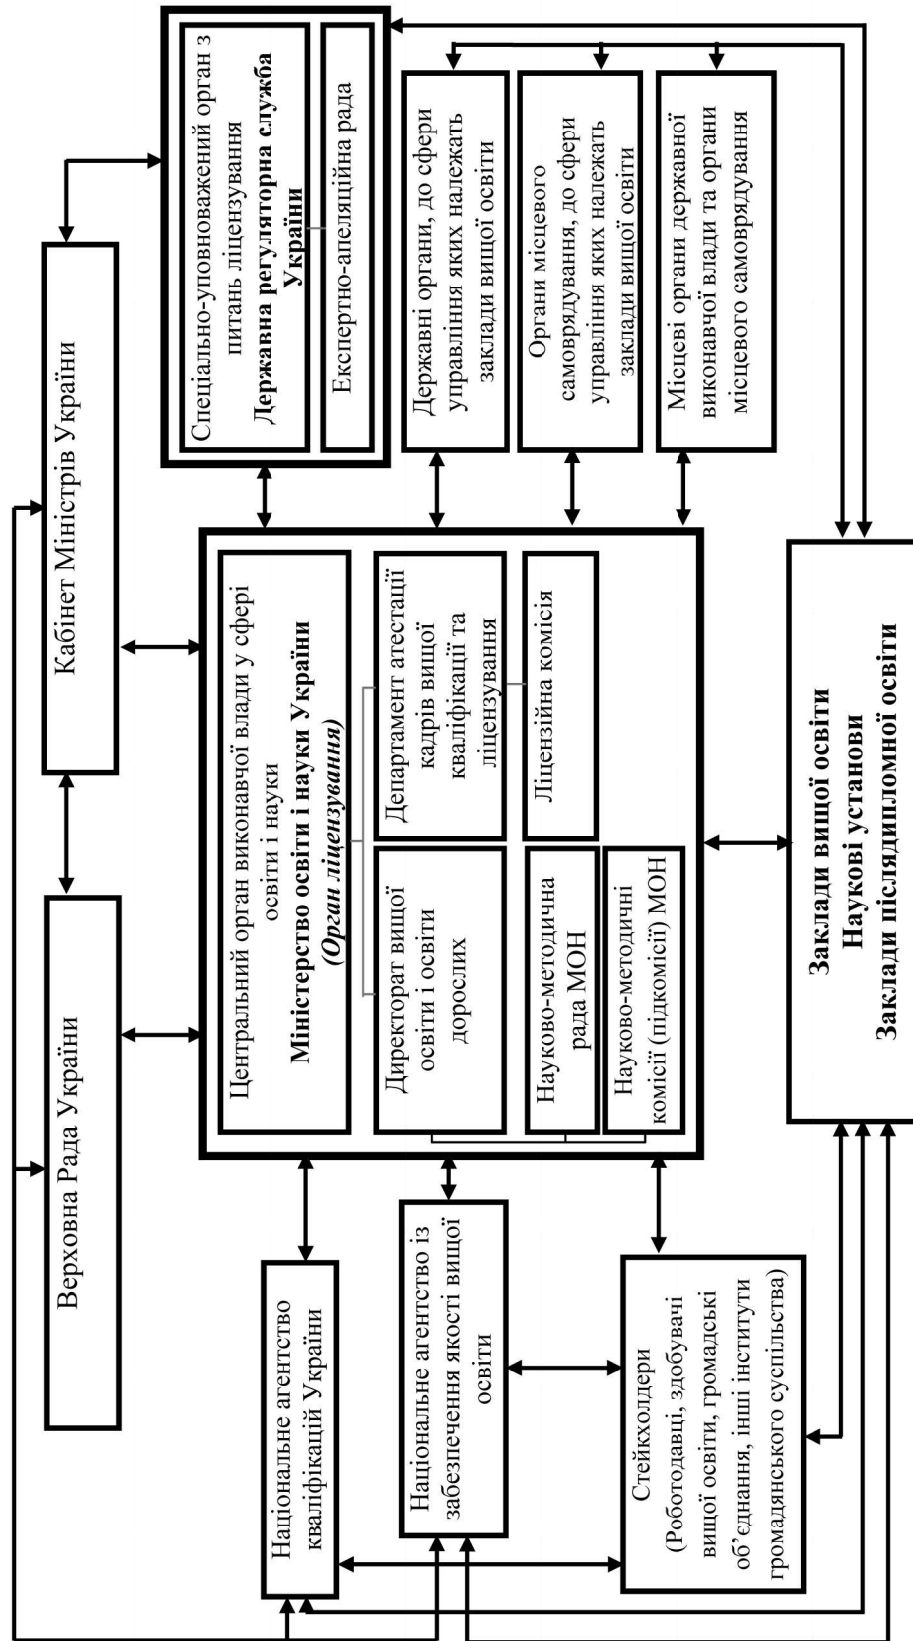 Верховна Рада України
Кабінет Міністрів України
Національне агентство
кваліфікацій України
Національне агентство із
забезпечення якості вищої
освіти
Стейкхолдери
(Роботодавці, здобувачі
вищої освіти, громадські
об’єднання, інші інститути
громадянського суспільства)
Центральний орган виконавчої влади у сфері
освіти і науки
Міністерство освіти і науки України
(Орган ліцензування)
Директорат вищої
освіти і освіти
дорослих
Департамент атестації
кадрів вищої
кваліфікації та
ліцензування
Науково-методична
рада МОН
Ліцензійна комісія
Науково-методичні
комісії (підкомісії) МОН
Спеціально-уповноважений орган з
питань ліцензування
Державна регуляторна служба
України
Експертно-апеляційна рада
Державні органи, до сфери
управління яких належать
заклади вищої освіти
Органи місцевого
самоврядування, до сфери
управління яких належать
заклади вищої освіти
Місцеві органи державної
виконавчої влади та органи
місцевого самоврядування
Заклади вищої освіти
Наукові установи
Заклади післядипломної освіти